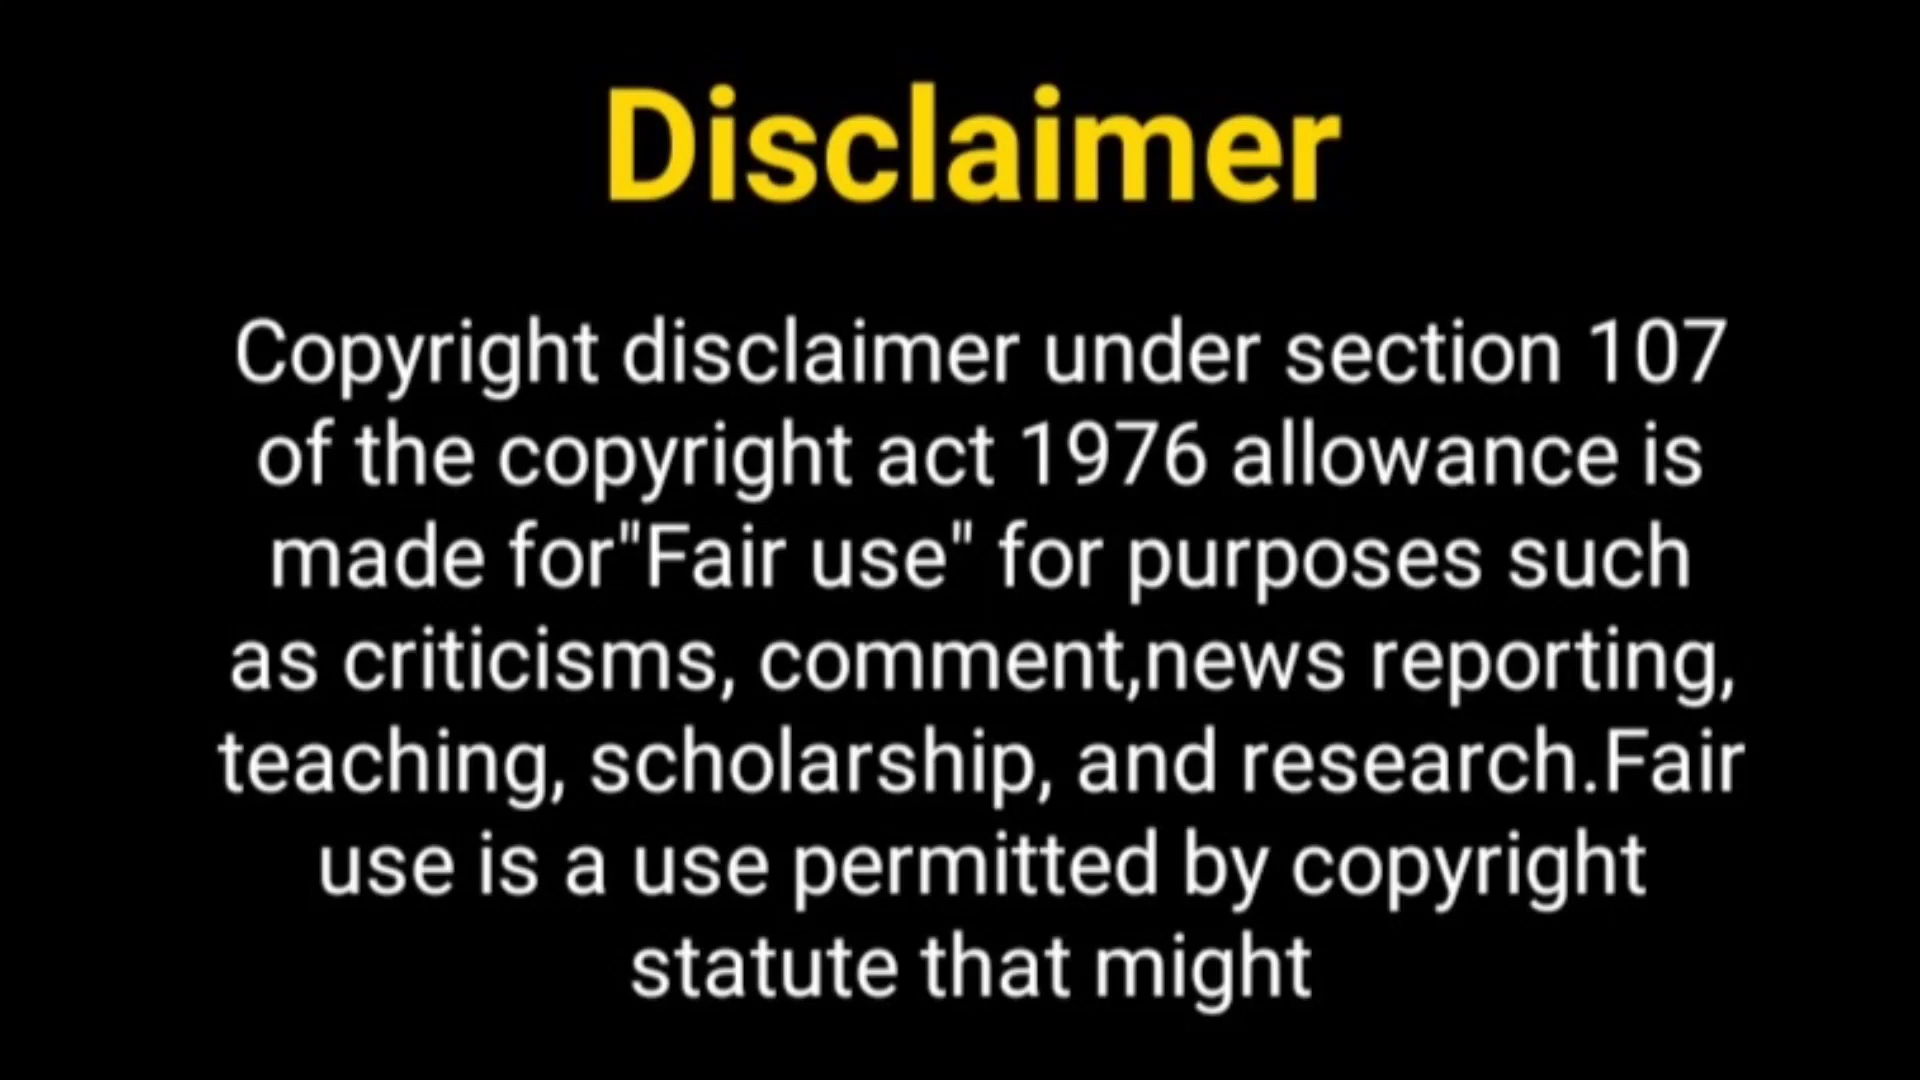 Disclaimer
Copyright disclaimer under section 107
of the copyright act 1976 allowance is
made for"Fair use" for purposes such
as criticisms, comment,news reporting,
teaching, scholarship, and research.Fair
use is a use permitted by copyright
statute that might